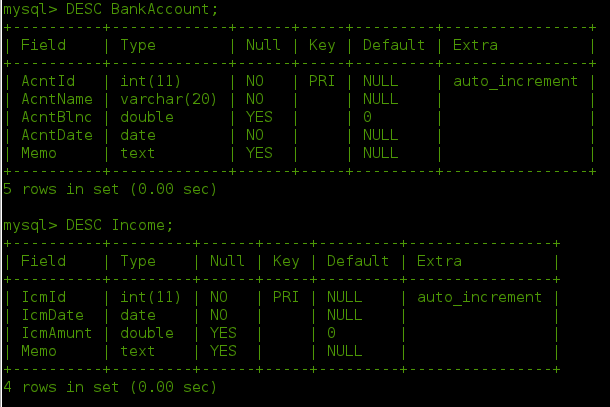 mysql> DESC BankAccount;
+----------+-------------+------+-----+---------+----------------+
| Field    | Type        | Null | Key | Default | Extra          |
+----------+-------------+------+-----+---------+----------------+
| AcntId   | int(11)     | NO   | PRI | NULL    | auto_increment |
| AcntName | varchar(20) | NO   |     | NULL    |                |
| AcntBlnc | double      | YES  |     | 0       |                |
| AcntDate | date        | NO   |     | NULL    |                |
| Memo     | text        | YES  |     | NULL    |                |
+----------+-------------+------+-----+---------+----------------+
5 rows in set (0.00 sec)
mysql> DESC Income;
+----------+---------+------+-----+---------+----------------+
| Field    | Type    | Null | Key | Default | Extra          |
+----------+---------+------+-----+---------+----------------+
| IcmId    | int(11) | NO   | PRI | NULL    | auto_increment |
| IcmDate  | date    | NO   |     | NULL    |                |
| IcmAmunt | double  | YES  |     | 0       |                |
| Memo     | text    | YES  |     | NULL    |                |
+----------+---------+------+-----+---------+----------------+
4 rows in set (0.00 sec)